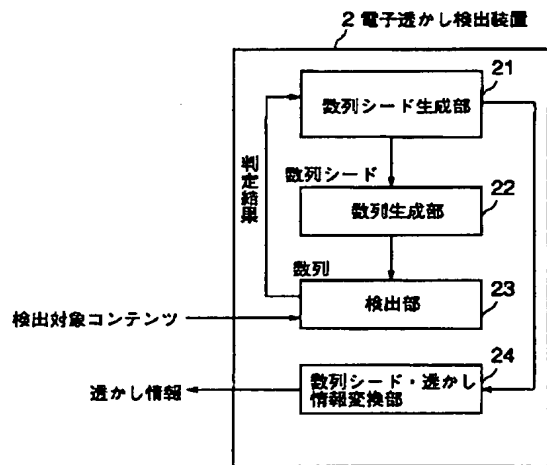 2 電子透かし検出装置
21
数列シード生成部
判定結果
数列シード
22
数列生成部
数列
23
検出部
検出対象コンテンツ
24
数列シード・透かし
情報変換部
透かし情報